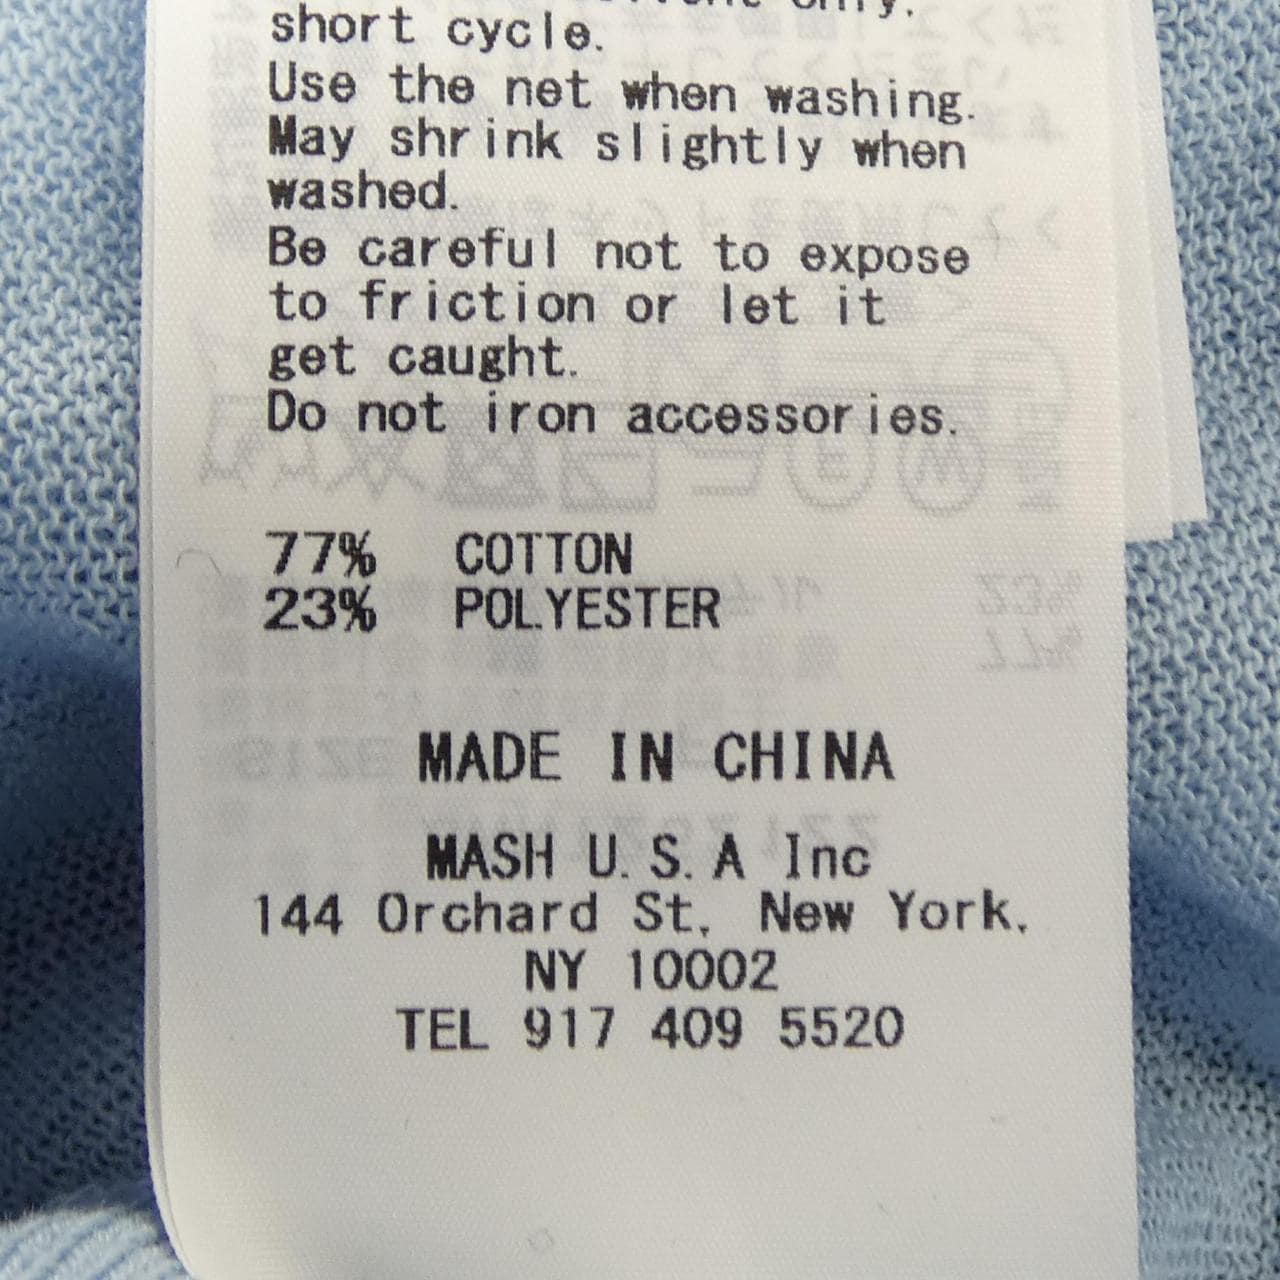 only.
short cycle.
Use the net when washing.
May shrink slightly when
washed.
Be careful not to expose
to friction or let it
get caught.
Do not iron accessories.
77% COTTON
23% POLYESTER
MADE IN CHINA
MASH U.S.A Inc
144 Orchard St, New York,
NY 10002
TEL 917 409 5520